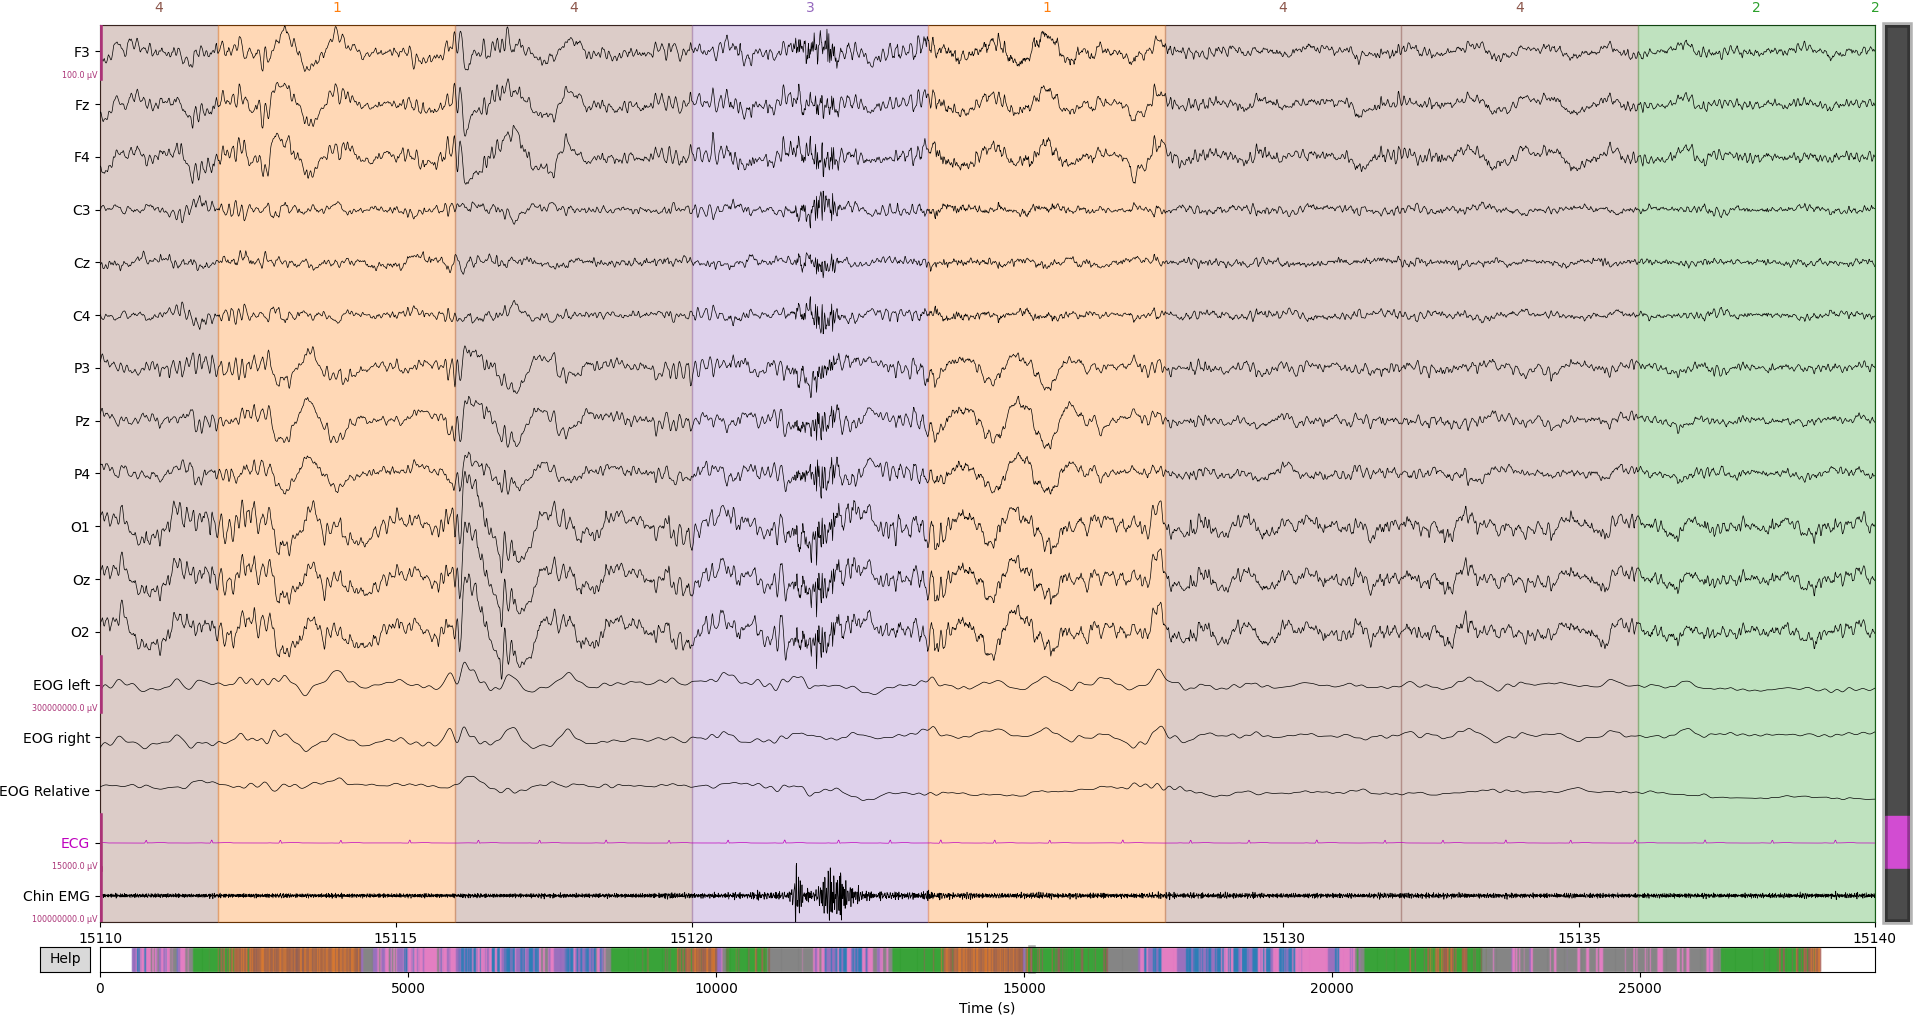 4 1 4 3 1 4 4 2 2
F3
100.0 µV
Fz
F4
C3
Cz
C4
P3
Pz
P4
O1
Oz
O2
EOG left
300000000.0 µV
EOG right
EOG Relative
ECG
15000.0 µV
Chin EMG
100000000.0 µV
15110 15115 15120 15125 15130 15135 15140
Help
0 5000 10000 15000 20000 25000
Time (s)